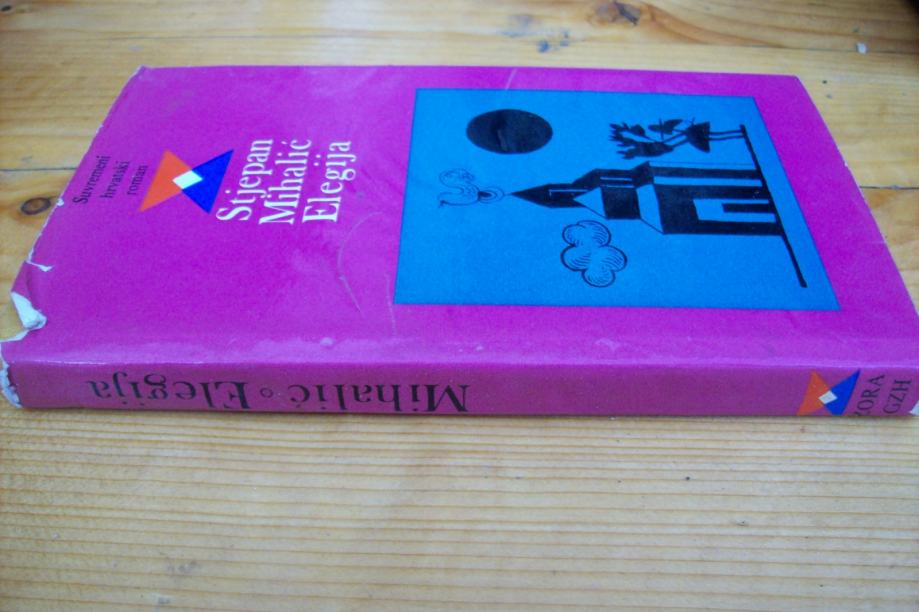 Suvremeni
hrvatski
roman
Stjepan
Mihalić
Elegija
Mihalić o Elegija
ZORA
GZH